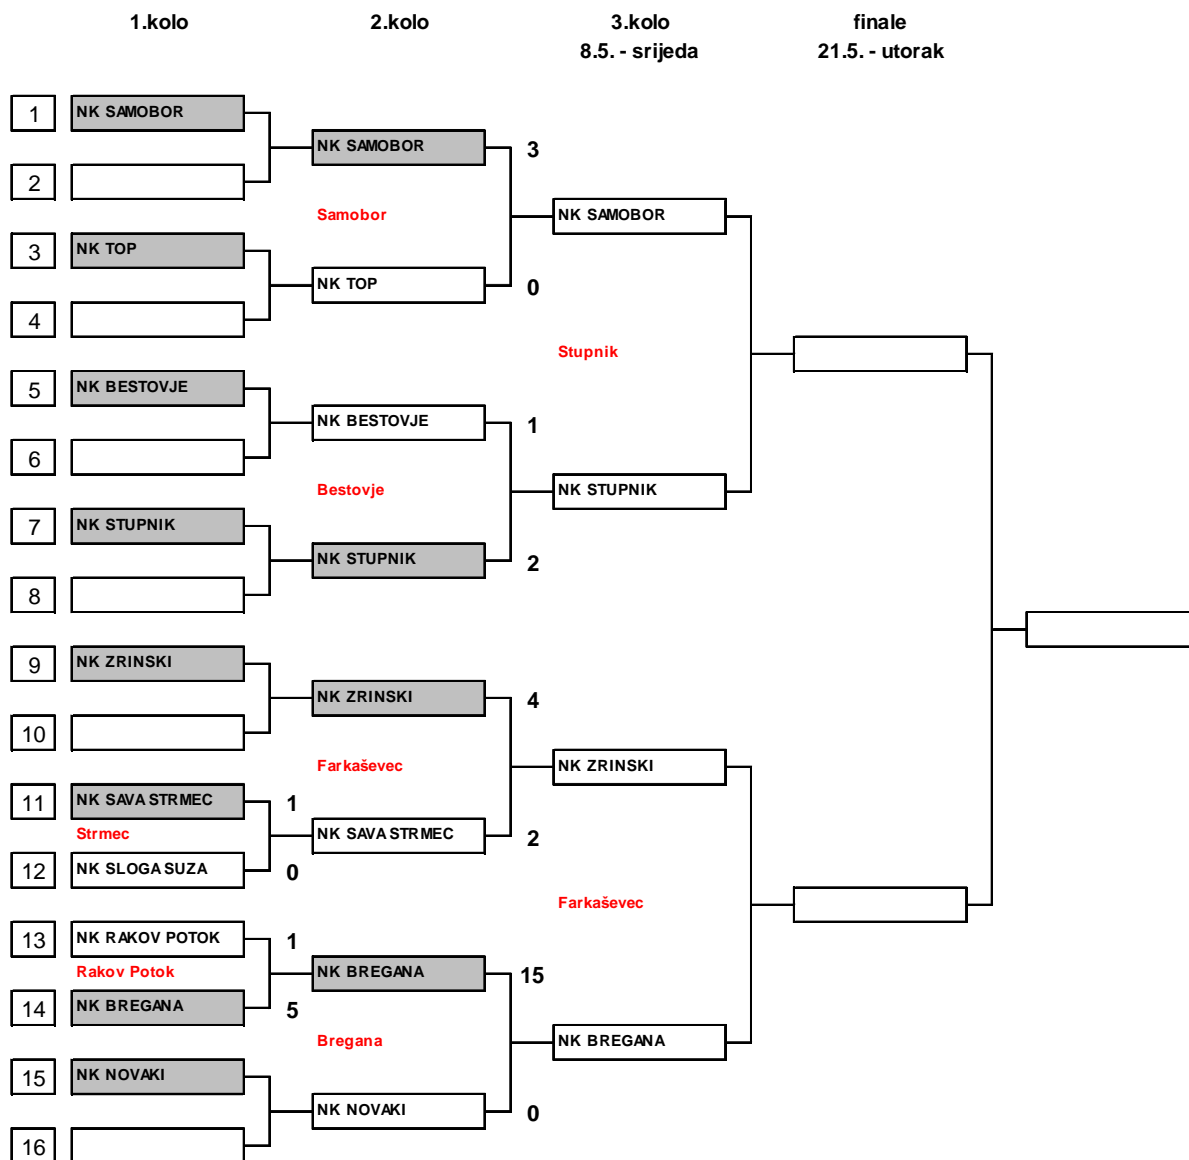 1.kolo 2.kolo 3.kolo finale
8.5. - srijeda 21.5. - utorak
1 NK SAMOBOR
NK SAMOBOR 3
2
Samobor NK SAMOBOR
3 NK TOP
NK TOP 0
4
Stupnik
5 NK BESTOVJE
NK BESTOVJE 1
6
Bestovje NK STUPNIK
7 NK STUPNIK
NK STUPNIK 2
8
9 NK ZRINSKI
NK ZRINSKI 4
10
Farkaševec NK ZRINSKI
11 NK SAVA STRMEC 1
Strmec NK SAVA STRMEC 2
12 NK SLOGA SUZA 0
Farkaševec
13 NK RAKOV POTOK 1
Rakov Potok NK BREGANA 15
14 NK BREGANA 5
Bregana NK BREGANA
15 NK NOVAKI
NK NOVAKI 0
16